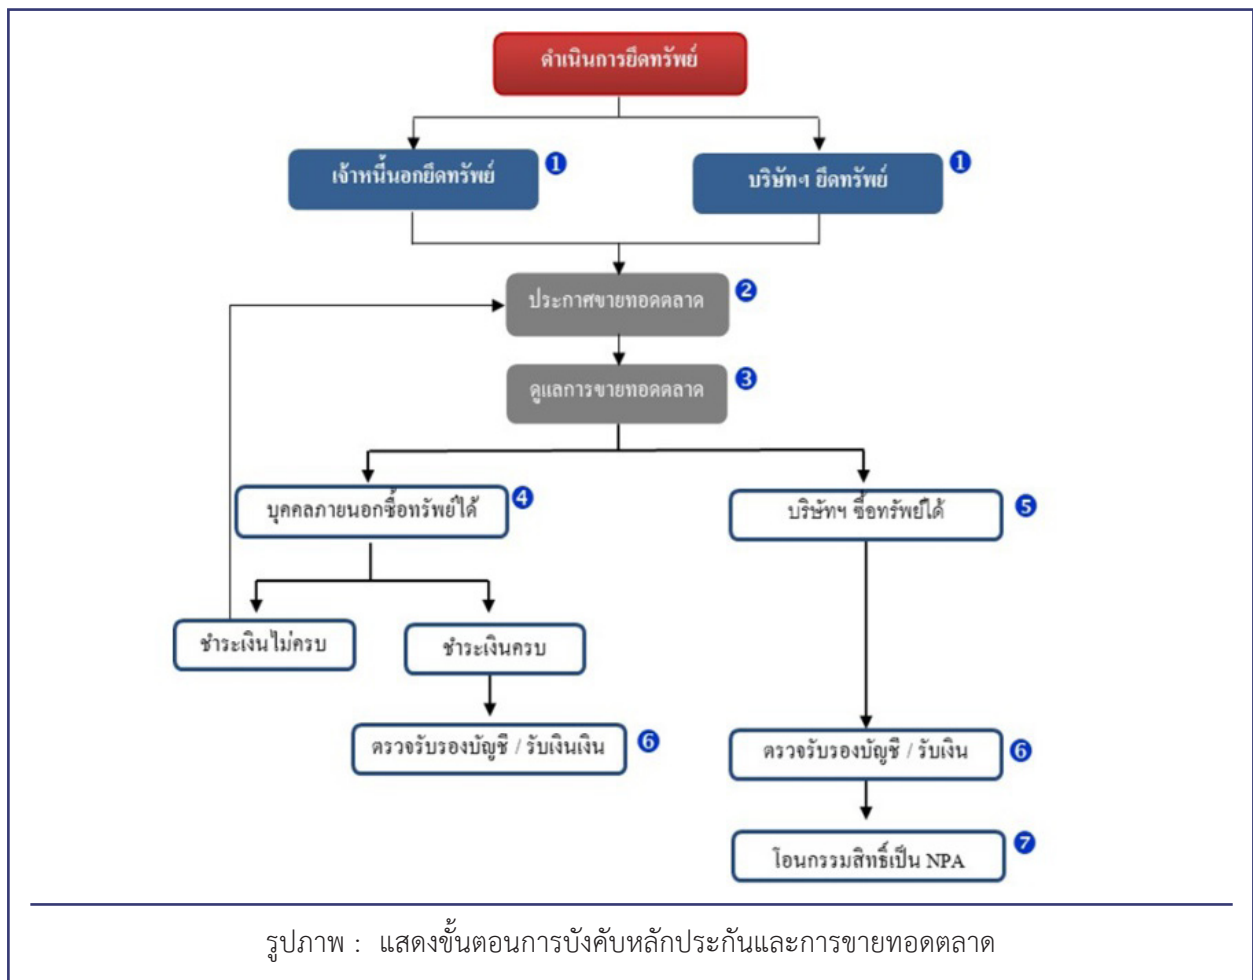 ดำเนินการยึดทรัพย์
เจ้าหนี้นอกยึดทรัพย์ ❶
บริษัทฯ ยึดทรัพย์ ❶
ประกาศขายทอดตลาด ❷
ดูแลการขายทอดตลาด ❸
บุคคลภายนอกซื้อทรัพย์ได้ ❹
บริษัทฯ ซื้อทรัพย์ได้ ❺
ชำระเงินไม่ครบ
ชำระเงินครบ
ตรวจรับรองบัญชี / รับเงินเงิน ❻
ตรวจรับรองบัญชี / รับเงิน ❻
โอนกรรมสิทธิ์เป็น NPA ❼
รูปภาพ : แสดงขั้นตอนการบังคับหลักประกันและการขายทอดตลาด